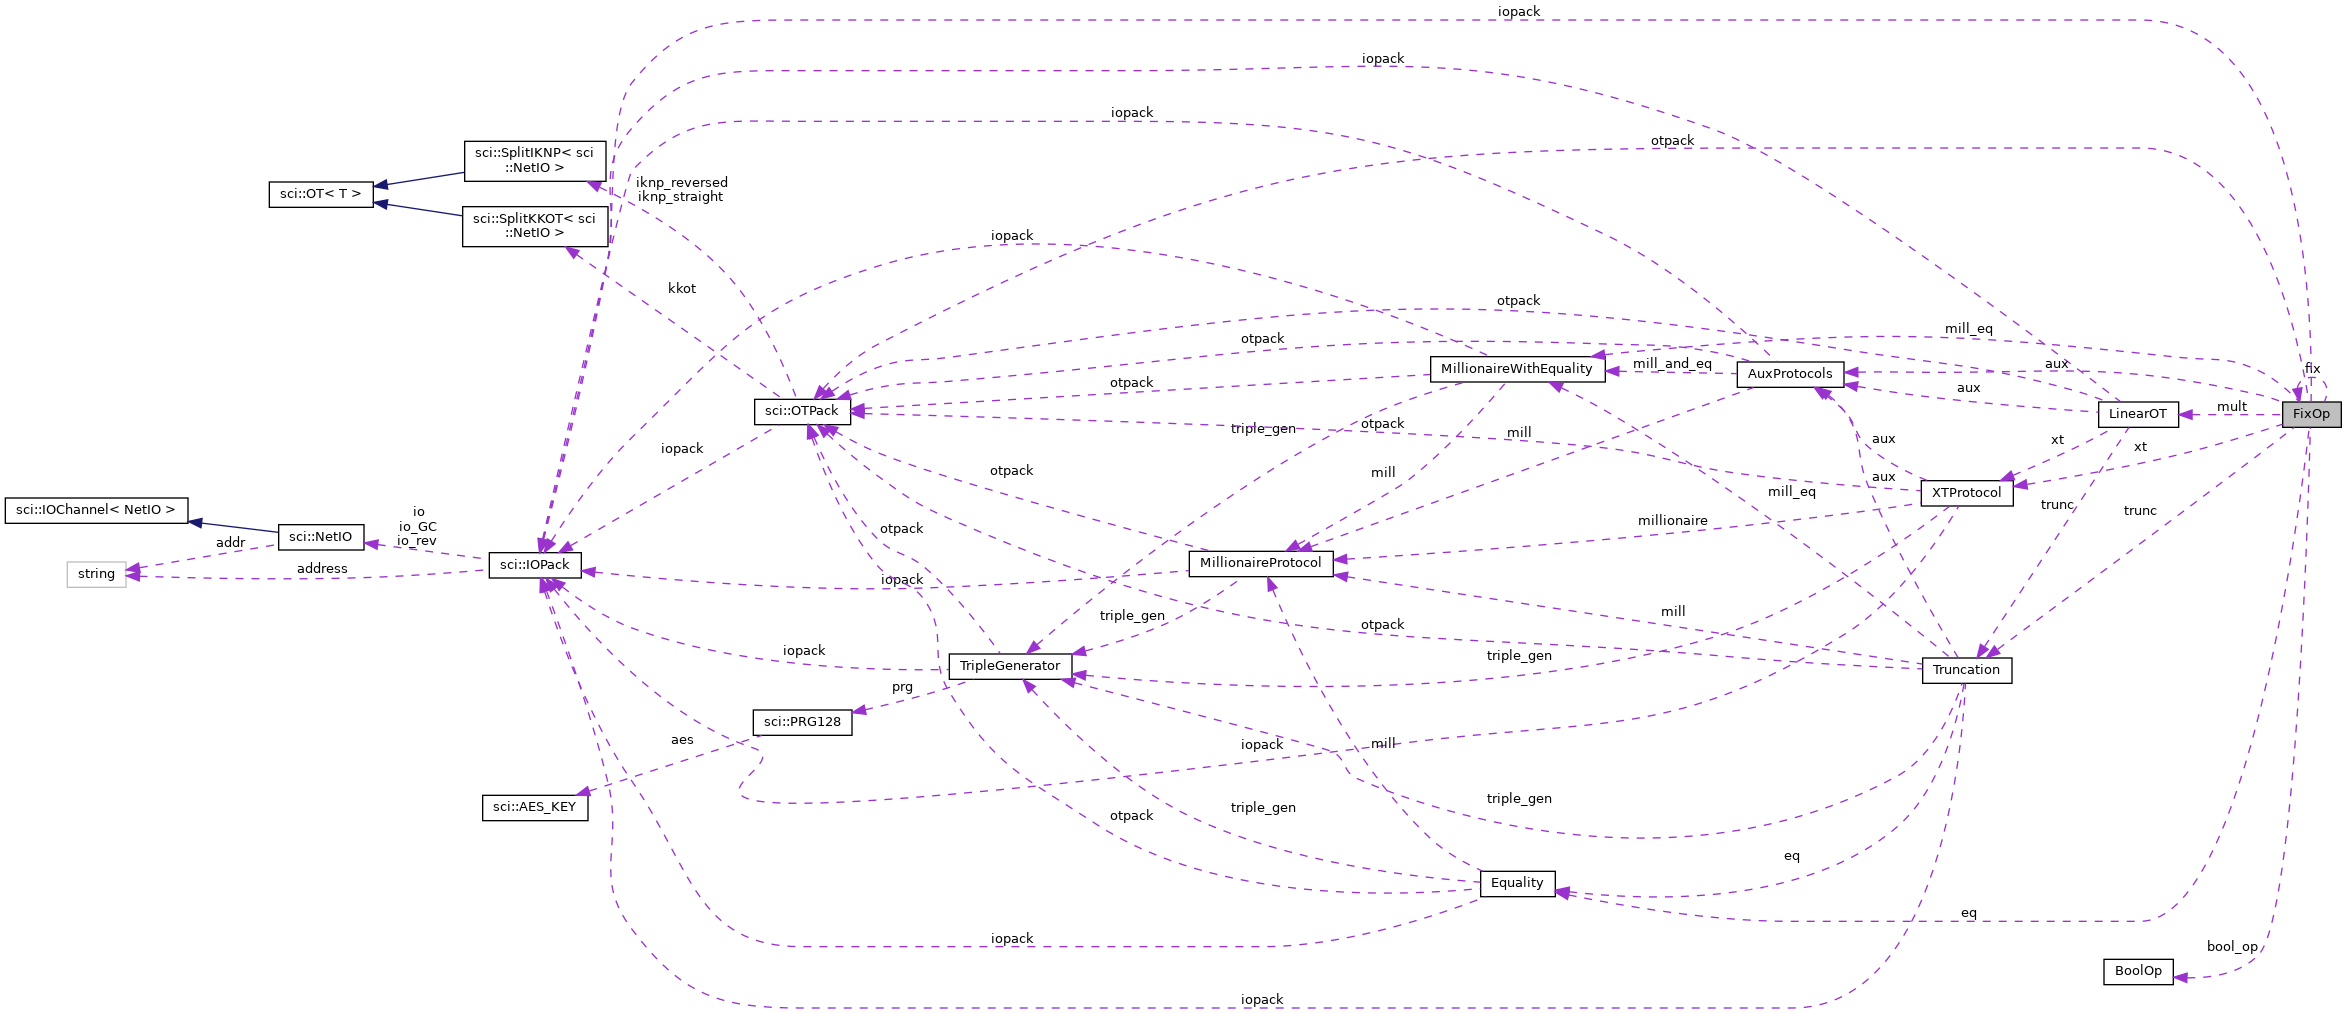 iopack
iopack
iopack
otpack
sci::SplitIKNP< sci
::NetIO >
iknp_reversed
iknp_straight
sci::OT< T >
sci::SplitKKOT< sci
::NetIO >
iopack
kkot
otpack
mill_eq
otpack
MillionaireWithEquality
mill_and_eq
AuxProtocols
aux
fix
otpack
aux
sci::OTPack
mult
LinearOT
FixOp
triple_gen
otpack
mill
aux
xt
xt
iopack
otpack
mill
aux
mill_eq
XTProtocol
sci::IOChannel< NetIO >
io
io_GC
io_rev
trunc
trunc
millionaire
otpack
sci::NetIO
addr
sci::IOPack
MillionaireProtocol
string
address
iopack
triple_gen
mill
otpack
iopack
triple_gen
TripleGenerator
Truncation
prg
sci::PRG128
aes
iopack
mill
sci::AES_KEY
triple_gen
triple_gen
otpack
eq
Equality
eq
iopack
bool_op
BoolOp
iopack